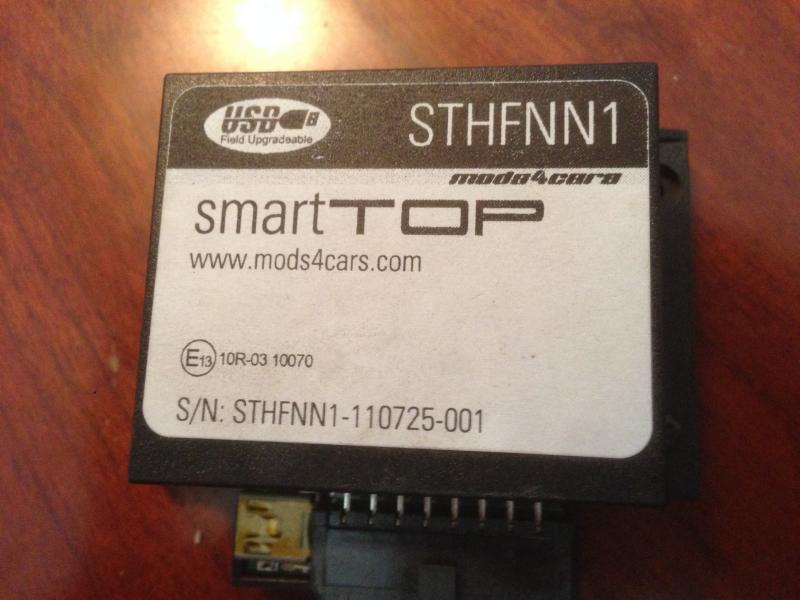 USB
Field Upgradeable
STHFNN1
mods4cars
smartTOP
www.mods4cars.com
E13 10R-03 10070
S/N: STHFNN1-110725-001